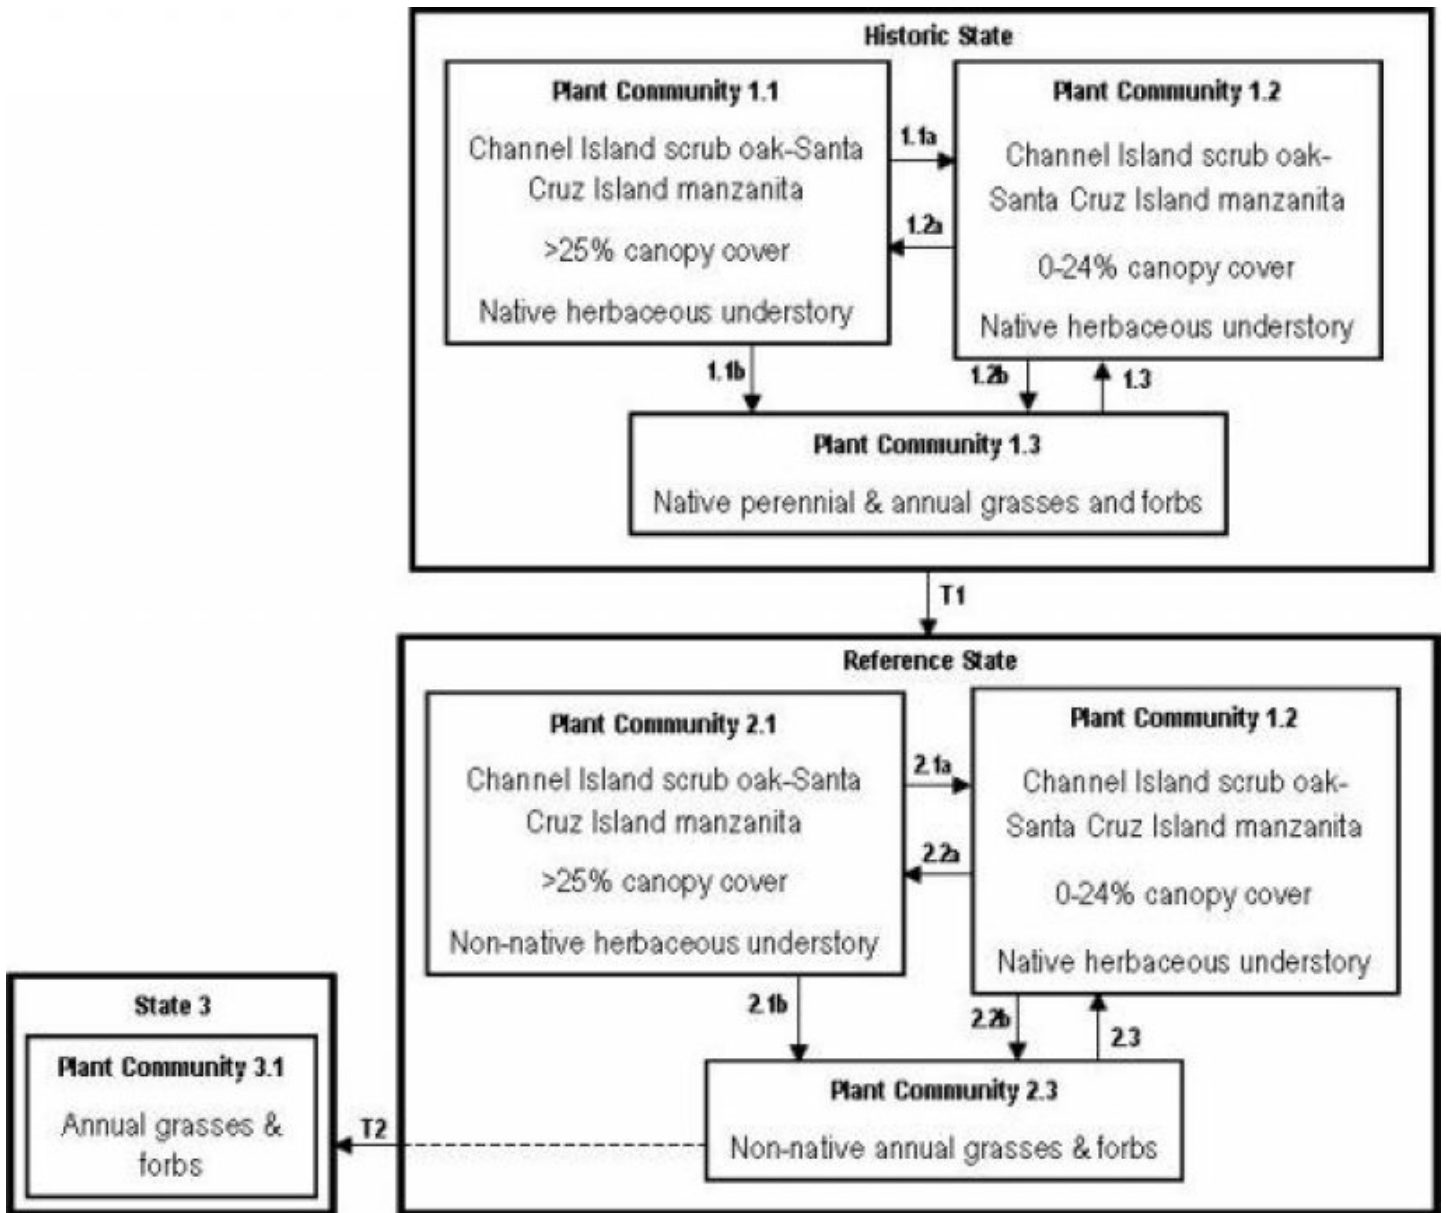 Historic State
Plant Community 1.1
Channel Island scrub oak-Santa
Cruz Island manzanita
>25% canopy cover
Native herbaceous understory
1.1a
1.2a
Plant Community 1.2
Channel Island scrub oak-
Santa Cruz Island manzanita
0-24% canopy cover
Native herbaceous understory
1.1b
1.2b
1.3
Plant Community 1.3
Native perennial & annual grasses and forbs
T1
Reference State
Plant Community 2.1
Channel Island scrub oak-Santa
Cruz Island manzanita
>25% canopy cover
Non-native herbaceous understory
2.1a
2.2a
Plant Community 1.2
Channel Island scrub oak-
Santa Cruz Island manzanita
0-24% canopy cover
Native herbaceous understory
2.1b
2.2b
2.3
Plant Community 2.3
Non-native annual grasses & forbs
T2
State 3
Plant Community 3.1
Annual grasses &
forbs